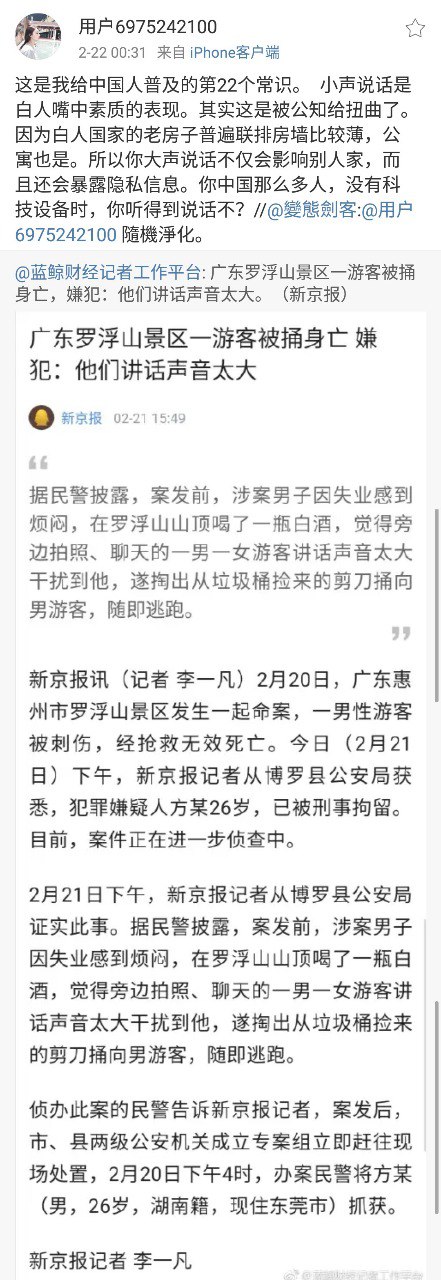 用户6975242100
2-22 00:31 来自 iPhone客户端
这是我给中国人普及的第22个常识。 小声说话是
白人嘴中素质的表现。其实这是被公知给扭曲了。
因为白人国家的老房子普遍联排房墙比较薄，公
寓也是。所以你大声说话不仅会影响别人家，而
且还会暴露隐私信息。你中国那么多人，没有科
技设备时，你听得到说话不？//@變態劍客:@用户
6975242100 隨機淨化。
@蓝鲸财经记者工作平台: 广东罗浮山景区一游客被捅
身亡，嫌犯：他们讲话声音太大。（新京报）
广东罗浮山景区一游客被捅身亡 嫌
犯：他们讲话声音太大
新京报 02-21 15:49
“
据民警披露，案发前，涉案男子因失业感到
烦闷，在罗浮山山顶喝了一瓶白酒，觉得旁
边拍照、聊天的一男一女游客讲话声音太大
干扰到他，遂掏出从垃圾桶捡来的剪刀捅向
男游客，随即逃跑。
”
新京报讯（记者 李一凡）2月20日，广东惠
州市罗浮山景区发生一起命案，一男性游客
被刺伤，经抢救无效死亡。今日（2月21
日）下午，新京报记者从博罗县公安局获
悉，犯罪嫌疑人方某26岁，已被刑事拘留。
目前，案件正在进一步侦查中。
2月21日下午，新京报记者从博罗县公安局
证实此事。据民警披露，案发前，涉案男子
因失业感到烦闷，在罗浮山山顶喝了一瓶白
酒，觉得旁边拍照、聊天的一男一女游客讲
话声音太大干扰到他，遂掏出从垃圾桶捡来
的剪刀捅向男游客，随即逃跑。
侦办此案的民警告诉新京报记者，案发后，
市、县两级公安机关成立专案组立即赶往现
场处置，2月20日下午4时，办案民警将方某
（男，26岁，湖南籍，现住东莞市）抓获。
新京报记者 李一凡
@蓝鲸财经记者工作平台